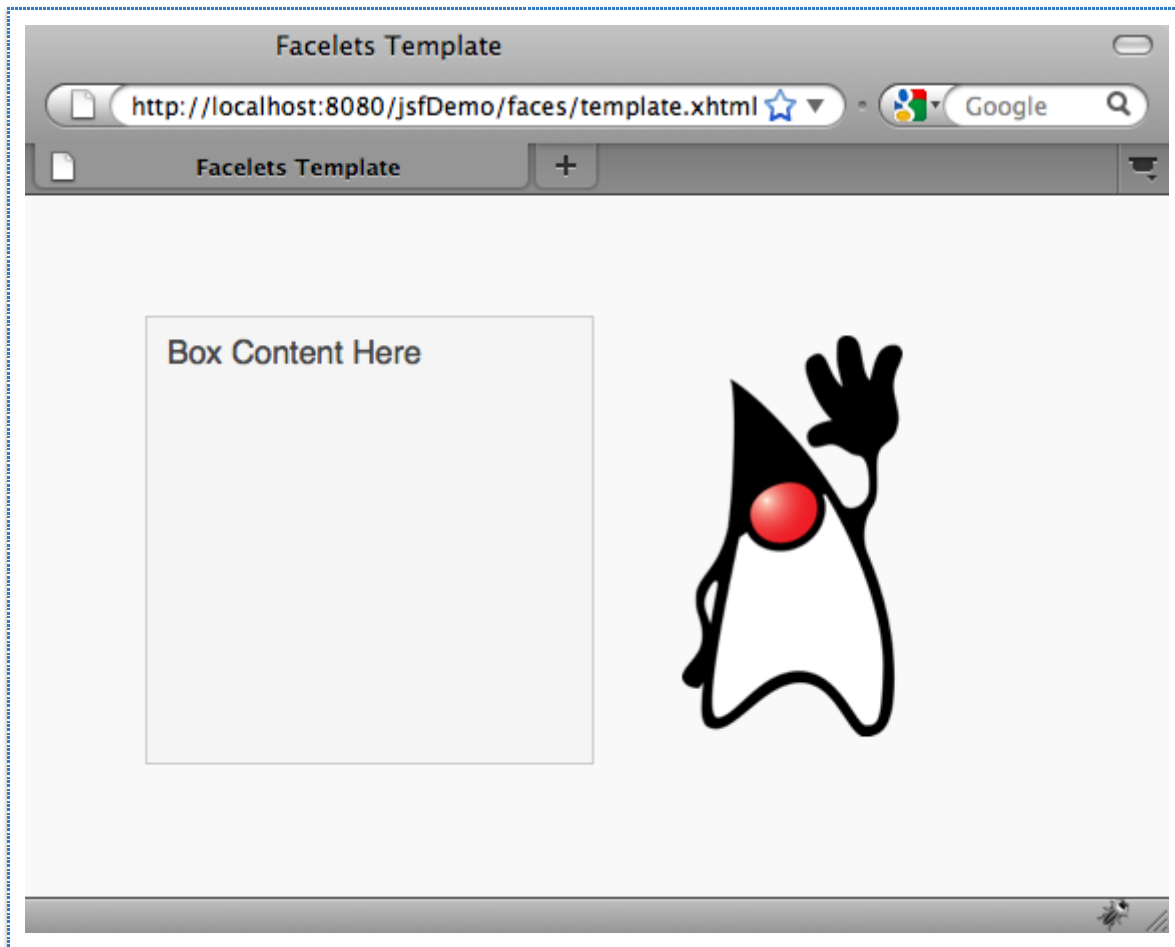 Facelets Template
http://localhost:8080/jsfDemo/faces/template.xhtml
Google
Facelets Template
Box Content Here